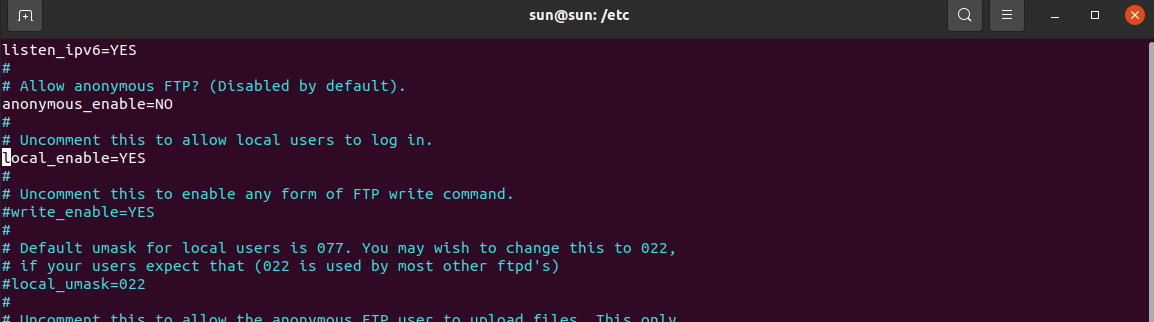 sun@sun: /etc
listen_ipv6=YES
#
# Allow anonymous FTP? (Disabled by default).
anonymous_enable=NO
#
# Uncomment this to allow local users to log in.
local_enable=YES
#
# Uncomment this to enable any form of FTP write command.
#write_enable=YES
#
# Default umask for local users is 077. You may wish to change this to 022,
# if your users expect that (022 is used by most other ftpd's)
#local_umask=022
#
# Uncomment this to allow the anonymous FTP user to upload files. This only